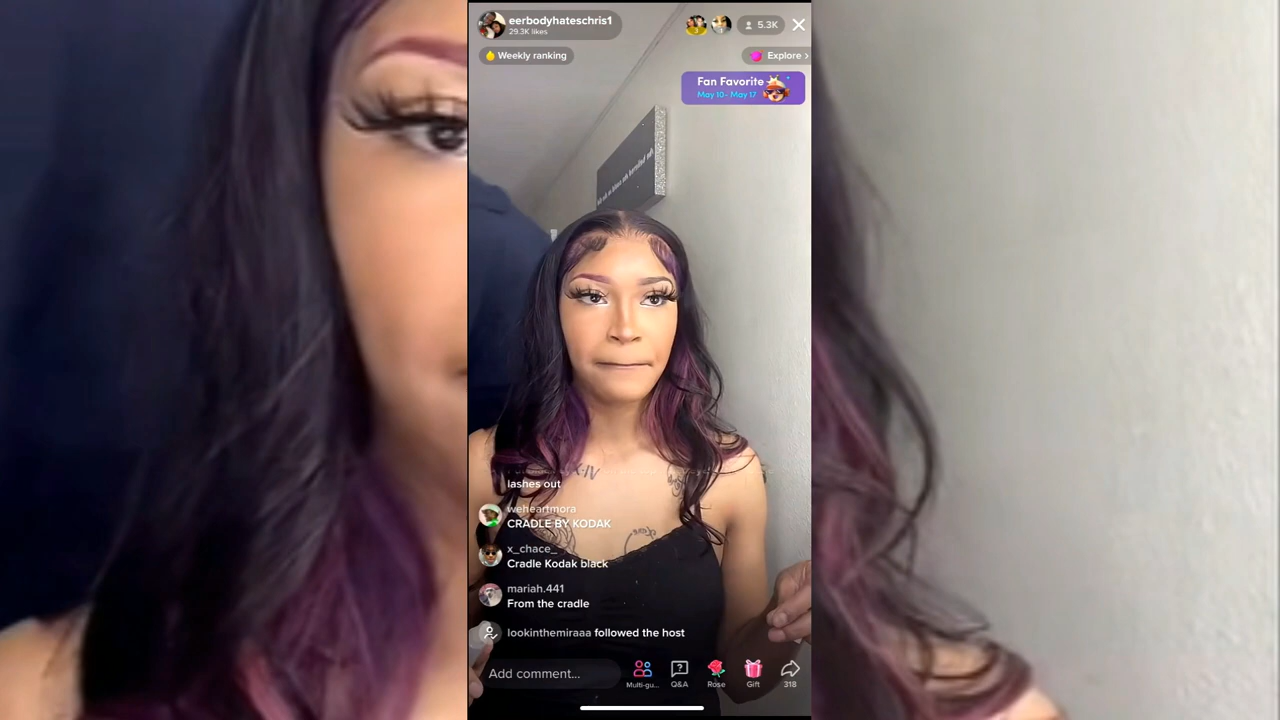 eerbodyhateschris1
29.3K likes
5.3K
Weekly ranking
Explore >
Fan Favorite
May 10- May 17
lashes out
weheartmora
CRADLE BY KODAK
x_chace_
Cradle Kodak black
mariah.441
From the cradle
lookinthemiraaa followed the host
Add comment...
Multi-gu...
Q&A
Rose
Gift
318